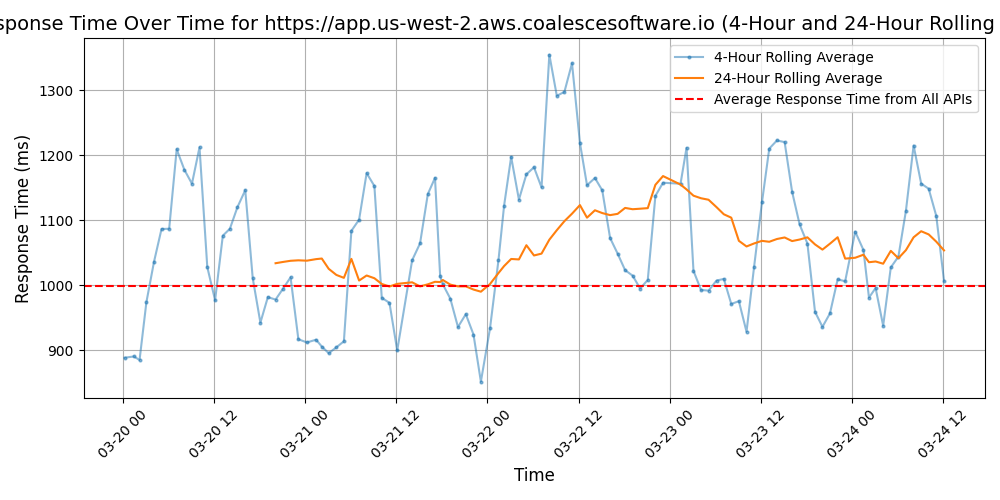 sponse Time Over Time for https://app.us-west-2.aws.coalescesoftware.io (4-Hour and 24-Hour Rolling
4-Hour Rolling Average
24-Hour Rolling Average
Average Response Time from All APIs
Response Time (ms)
1300
1200
1100
1000
900
03-20 00
03-20 12
03-21 00
03-21 12
03-22 00
03-22 12
03-23 00
03-23 12
03-24 00
03-24 12
Time